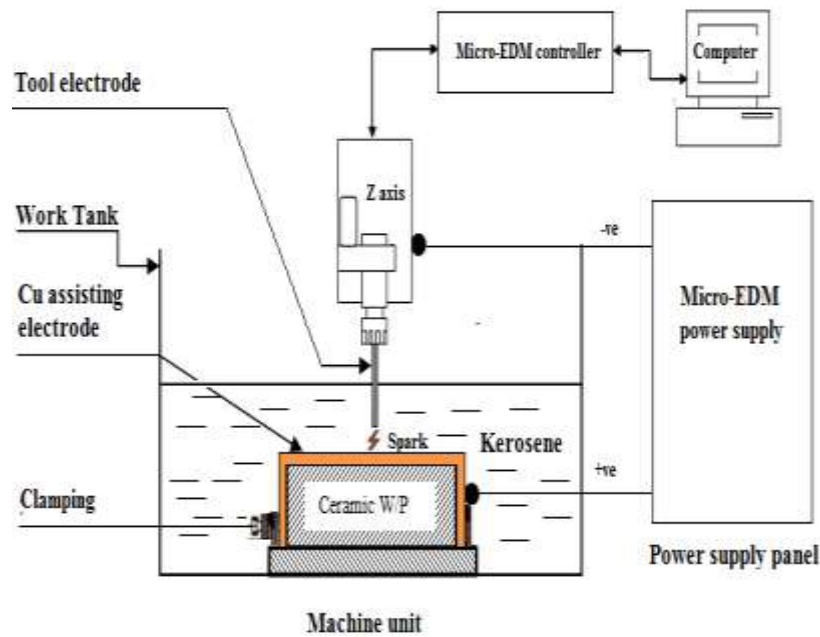 Micro-EDM controller
Computer
Tool electrode
Z axis
Work Tank
-ve
Cu assisting
electrode
Micro-EDM
power supply
Spark
Kerosene
+ve
Clamping
Ceramic W/P
Power supply panel
Machine unit